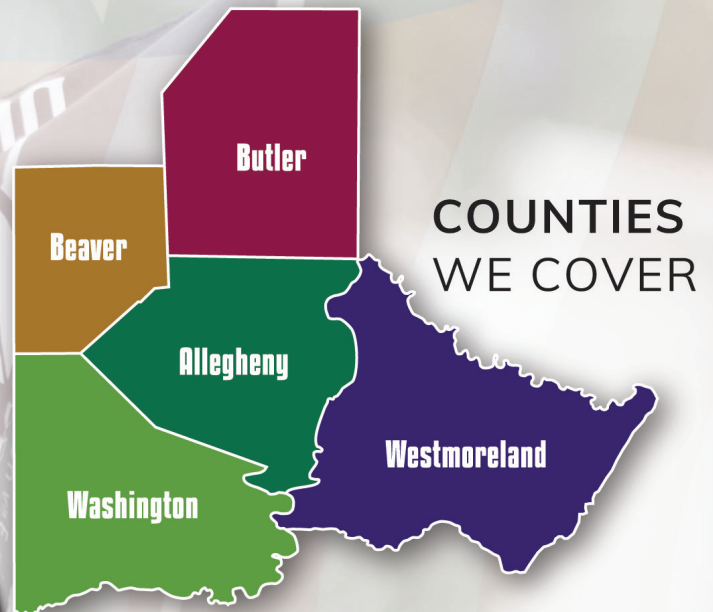 Butler
COUNTIES
WE COVER
Beaver
Allegheny
Westmoreland
Washington